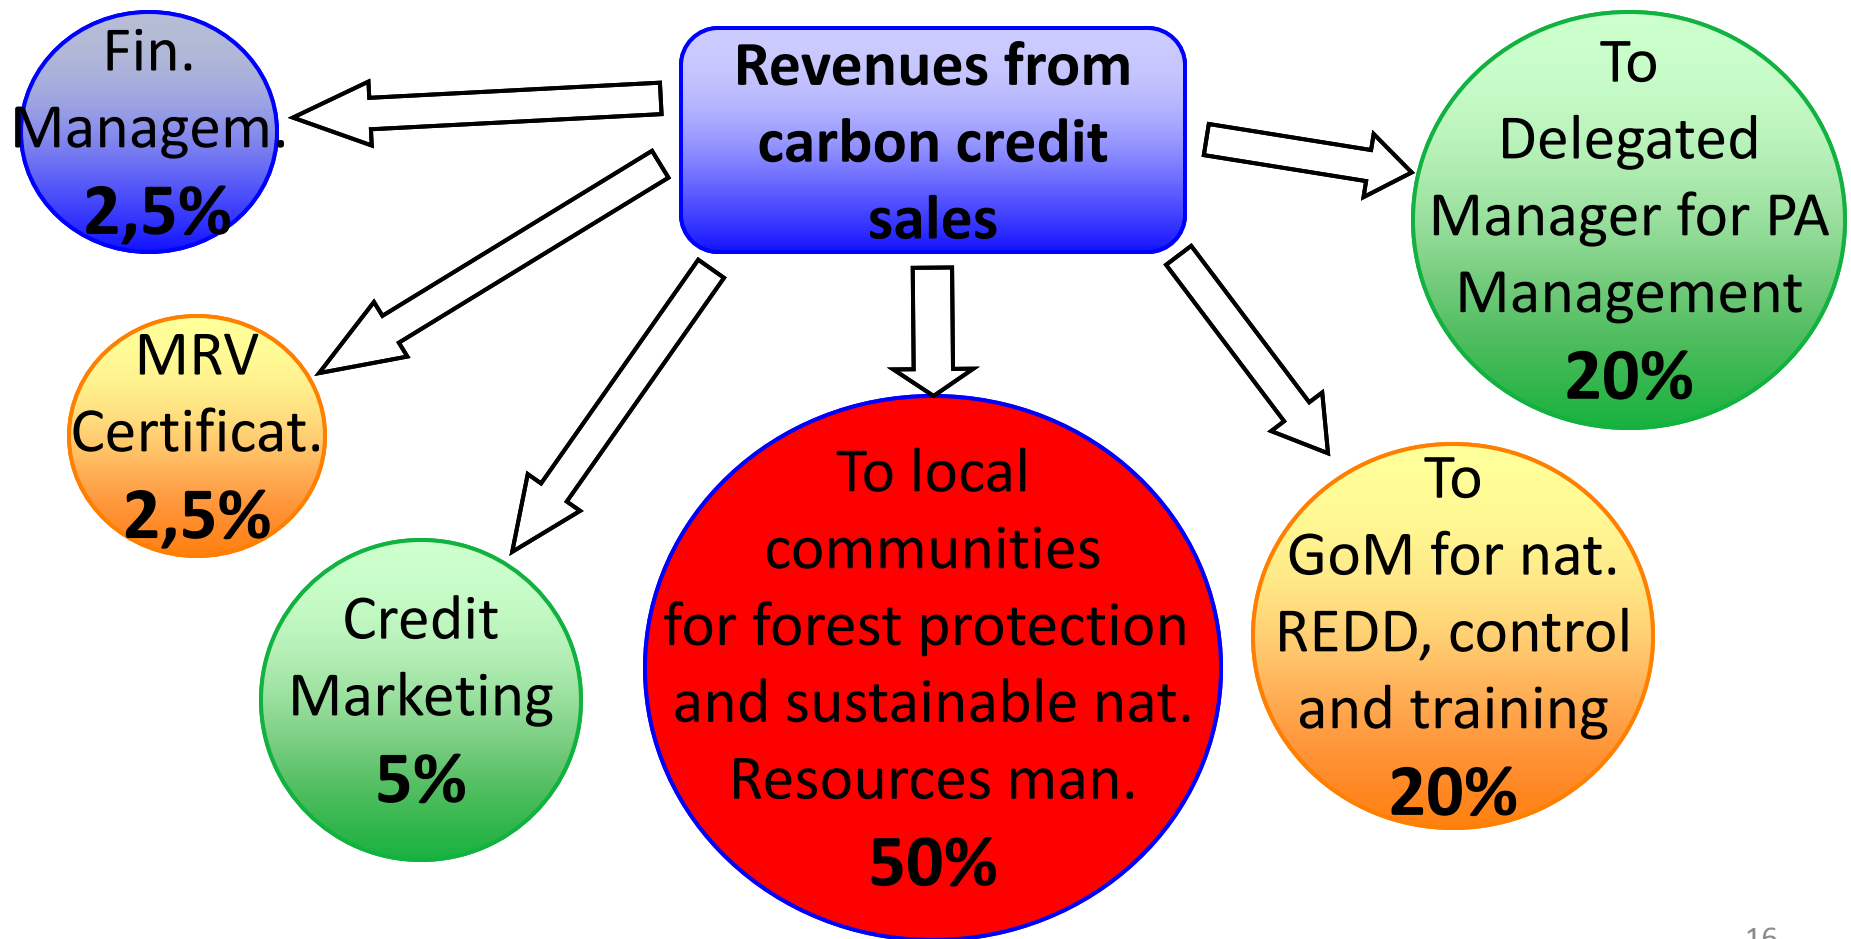 Revenues from
carbon credit
sales
Fin.
Managem.
2,5%
MRV
Certificat.
2,5%
Credit
Marketing
5%
To local
communities
for forest protection
and sustainable nat.
Resources man.
50%
To
GoM for nat.
REDD, control
and training
20%
To
Delegated
Manager for PA
Management
20%
16